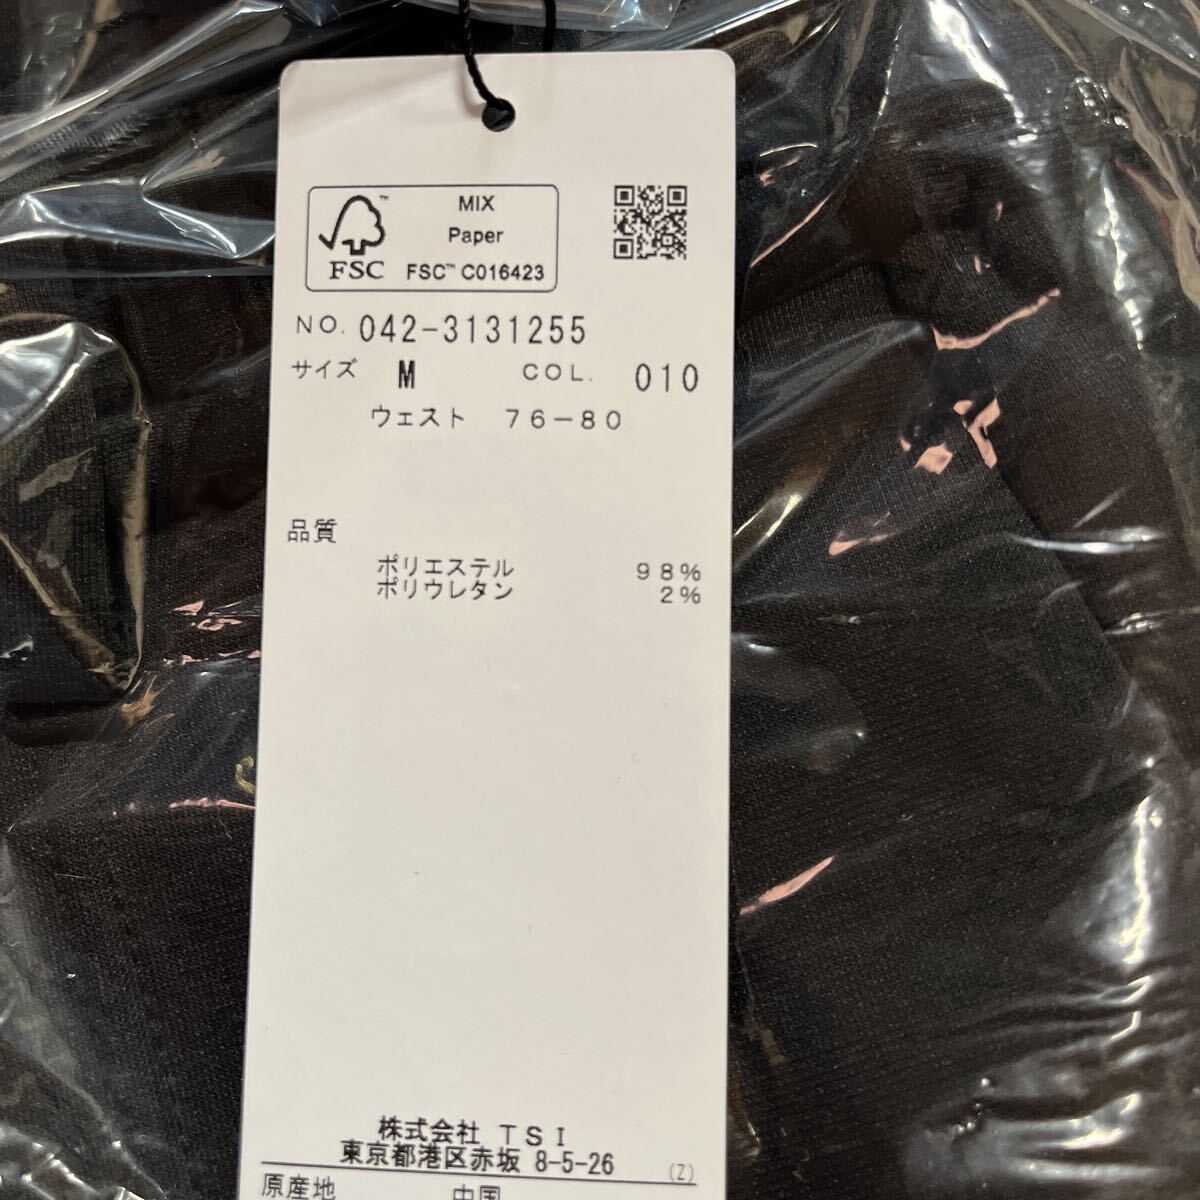 MIX
Paper
FSC™ C016423
FSC
NO. 042-3131255
サイズ M COL. 010
ウェスト 76-80
品質
ポリエステル 98%
ポリウレタン 2%
株式会社 TSI
東京都港区赤坂 8-5-26 (Z)
原産地 中国